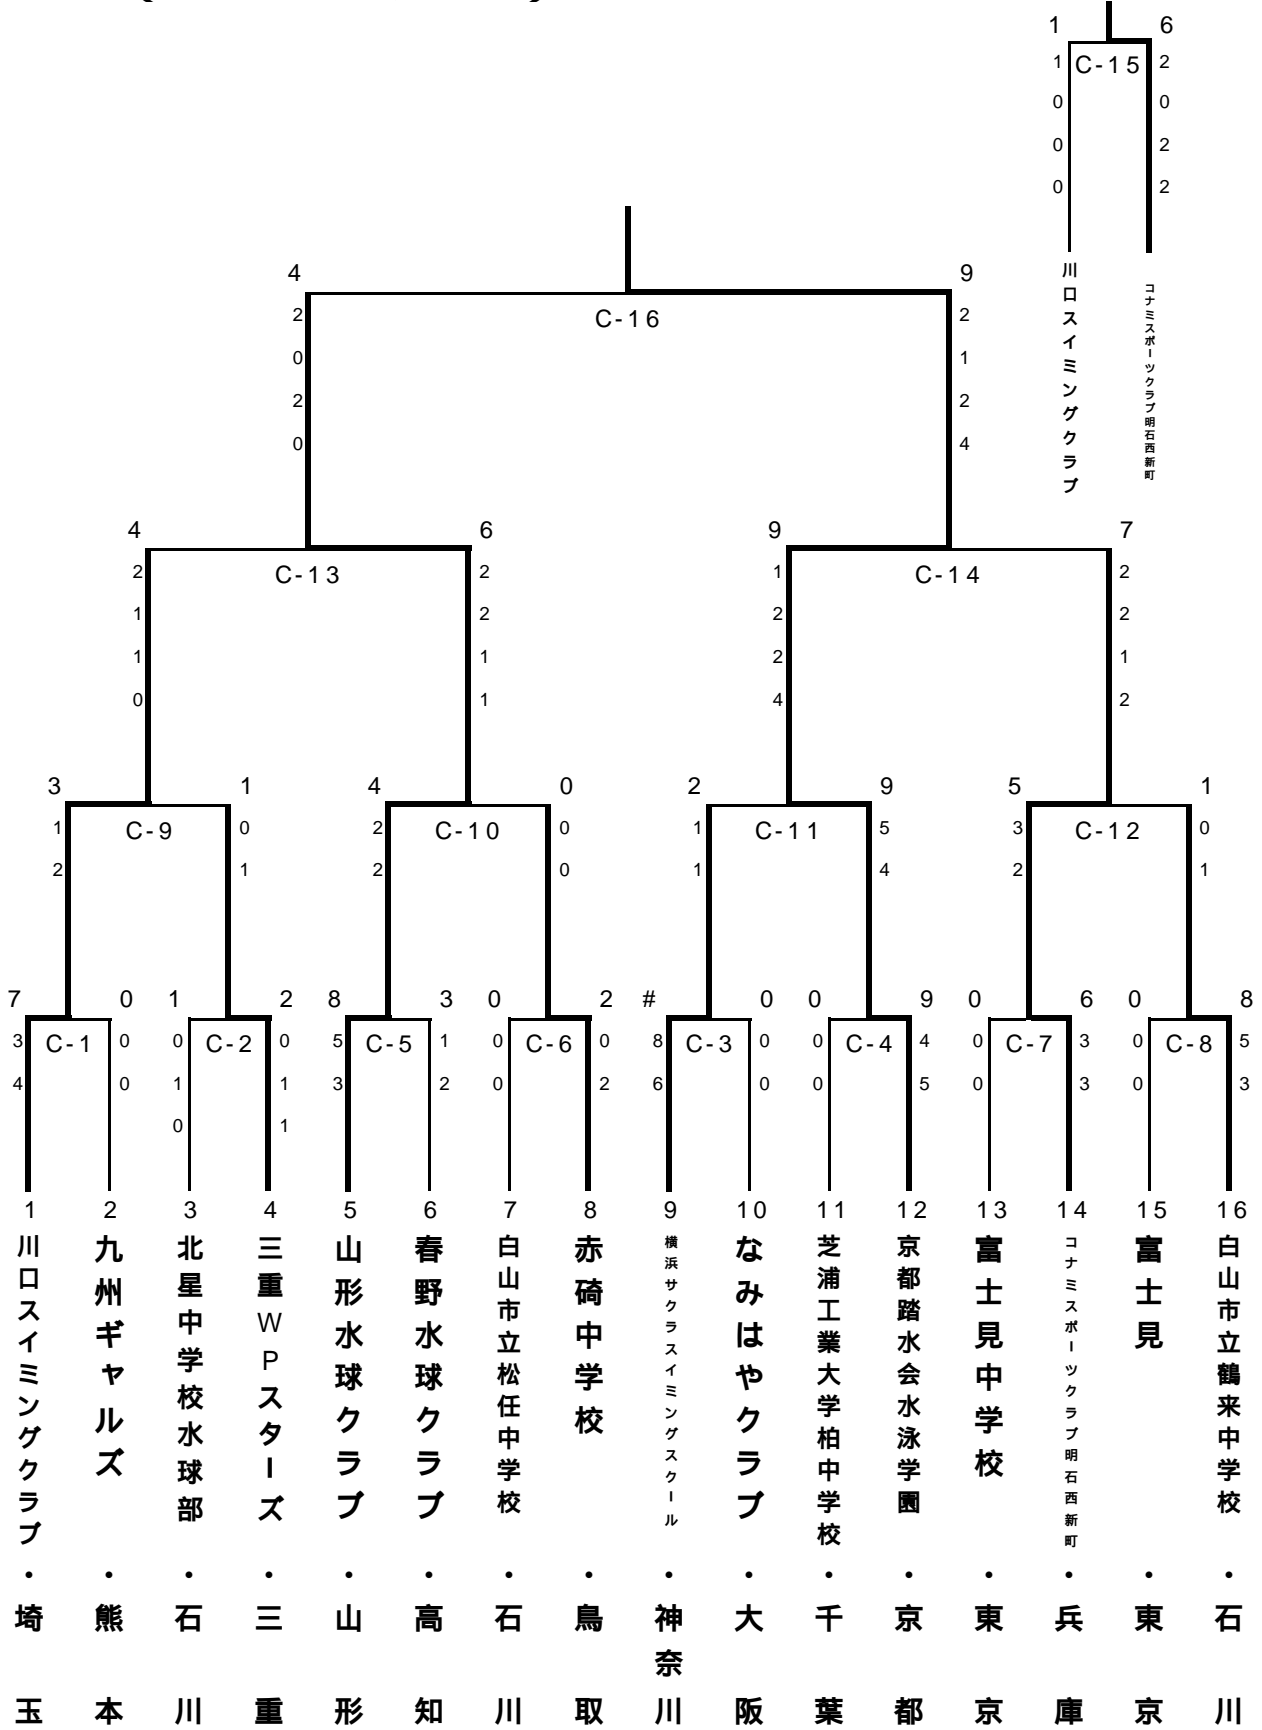 1 6
1 C-15 2
0 0
0 2
0 2
川口スイミングクラブ
コナミスポーツクラブ明石西新町
4 9
C-16
2 2
0 1
2 2
0 4
4 6 9 7
C-13 C-14
2 2 1 2
1 2 2 2
1 1 2 1
0 1 4 2
3 1 4 0 2 9 5 1
C-9 C-10 C-11 C-12
1 0 2 0 1 5 3 0
2 1 2 0 1 4 2 1
7 0 1 2 8 3 0 2 # 0 0 9 0 6 0 8
C-1 C-2 C-5 C-6 C-3 C-4 C-7 C-8
3 0 0 0 5 1 0 0 8 0 0 4 0 3 0 5
4 0 1 1 3 2 0 2 6 0 0 5 0 3 0 3
0 1
1 2 3 4 5 6 7 8 9 10 11 12 13 14 15 16
川口スイミングクラブ・埼玉
九州ギャルズ・熊本
北星中学校水球部・石川
三重WPスターズ・三重
山形水球クラブ・山形
春野水球クラブ・高知
白山市立松任中学校・石川
赤碕中学校・鳥取
横浜サクラスイミングスクール・神奈川
なみはやクラブ・大阪
芝浦工業大学柏中学校・千葉
京都踏水会水泳学園・京都
富士見中学校・東京
コナミスポーツクラブ明石西新町・兵庫
富士見・東京
白山市立鶴来中学校・石川